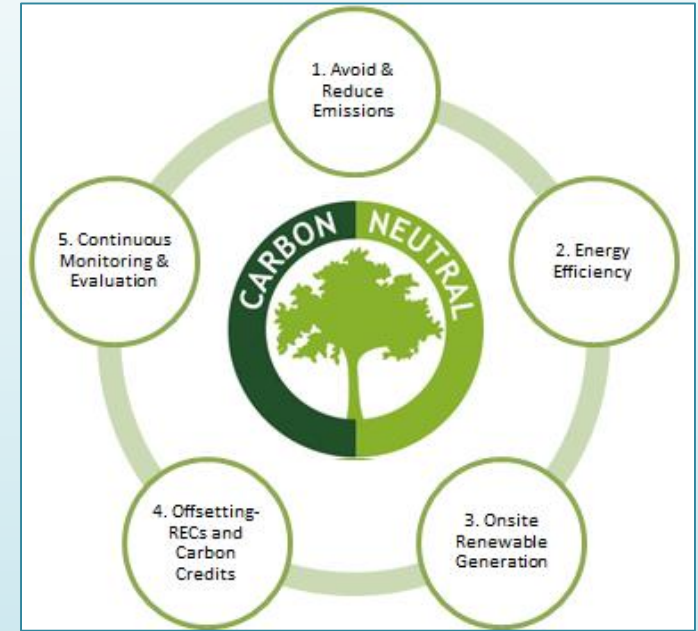 1. Avoid &
Reduce
Emissions
2. Energy
Efficiency
3. Onsite
Renewable
Generation
4. Offsetting-
RECs and
Carbon
Credits
5. Continuous
Monitoring &
Evaluation
CARBON NEUTRAL